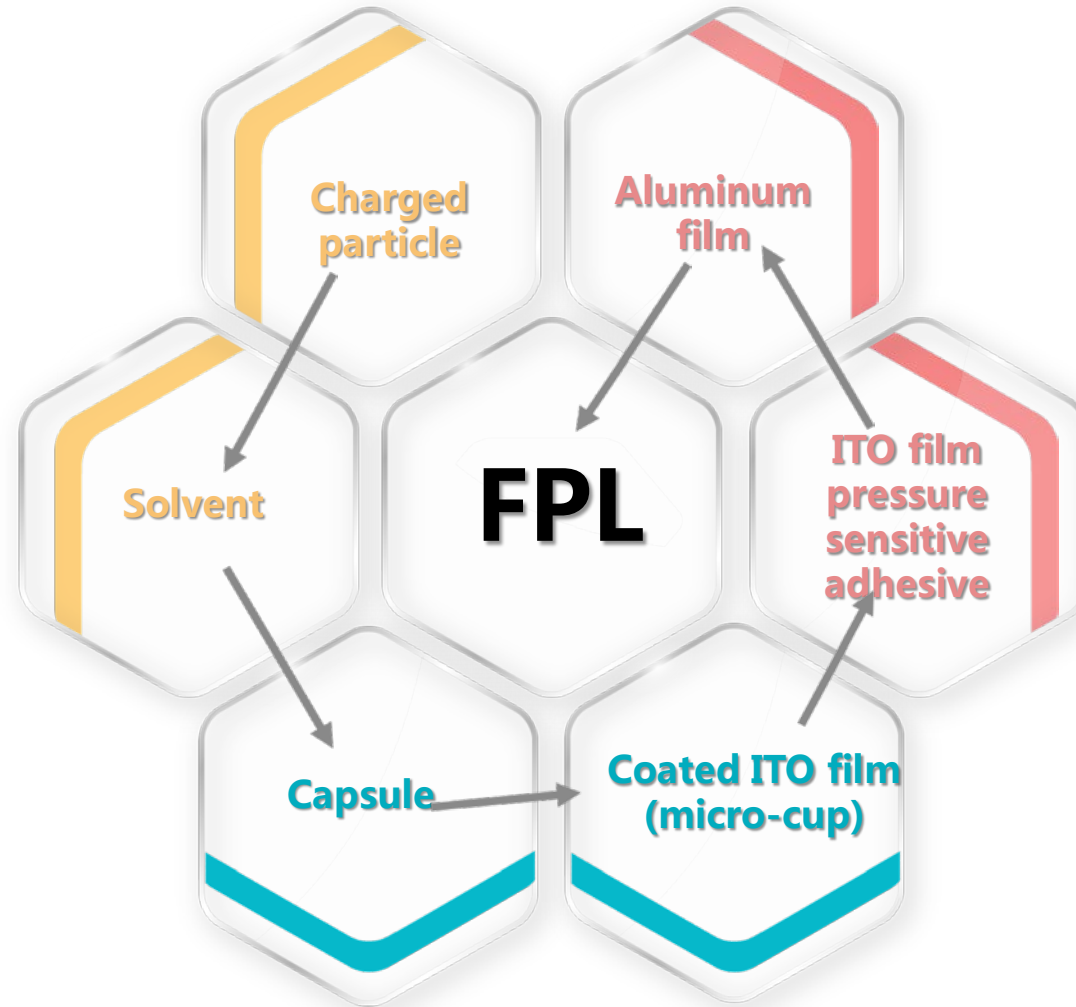 Charged
particle
Aluminum
film
Solvent
FPL
ITO film
pressure
sensitive
adhesive
Capsule
Coated ITO film
(micro-cup)